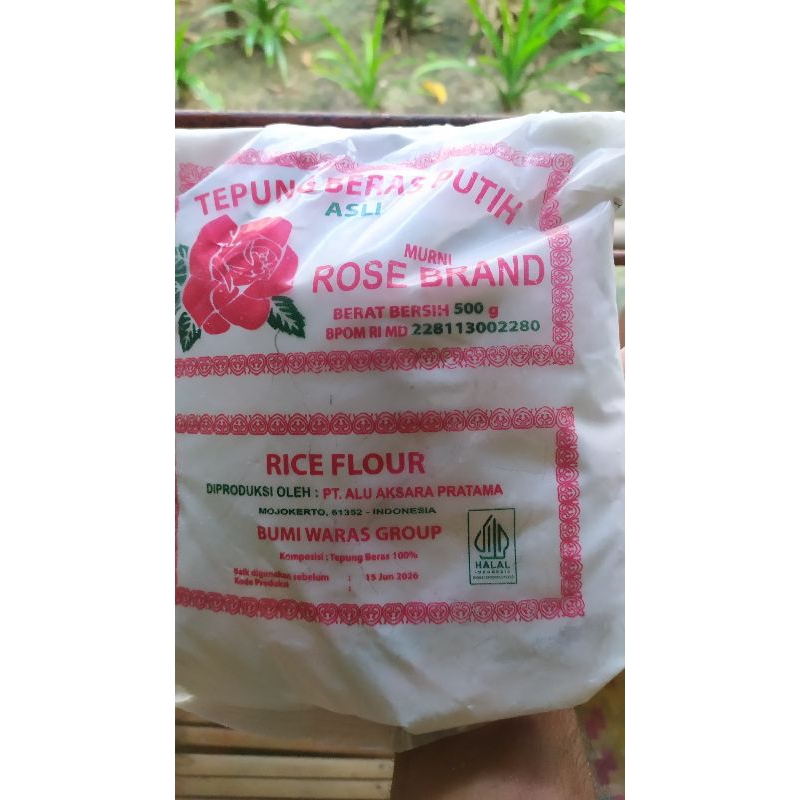 TEPUNG BERAS PUTIH
ASLI
MURNI
ROSE BRAND
BERAT BERSIH 500 g
BPOM RI MD 228113002280
RICE FLOUR
DIPRODUKSI OLEH : PT. ALU AKSARA PRATAMA
MOJOKERTO, 61352 - INDONESIA
BUMI WARAS GROUP
Komposisi : Tepung Beras 100%
Baik digunakan sebelum : 15 Jun 2026
Kode Produksi :
HALAL
INDONESIA